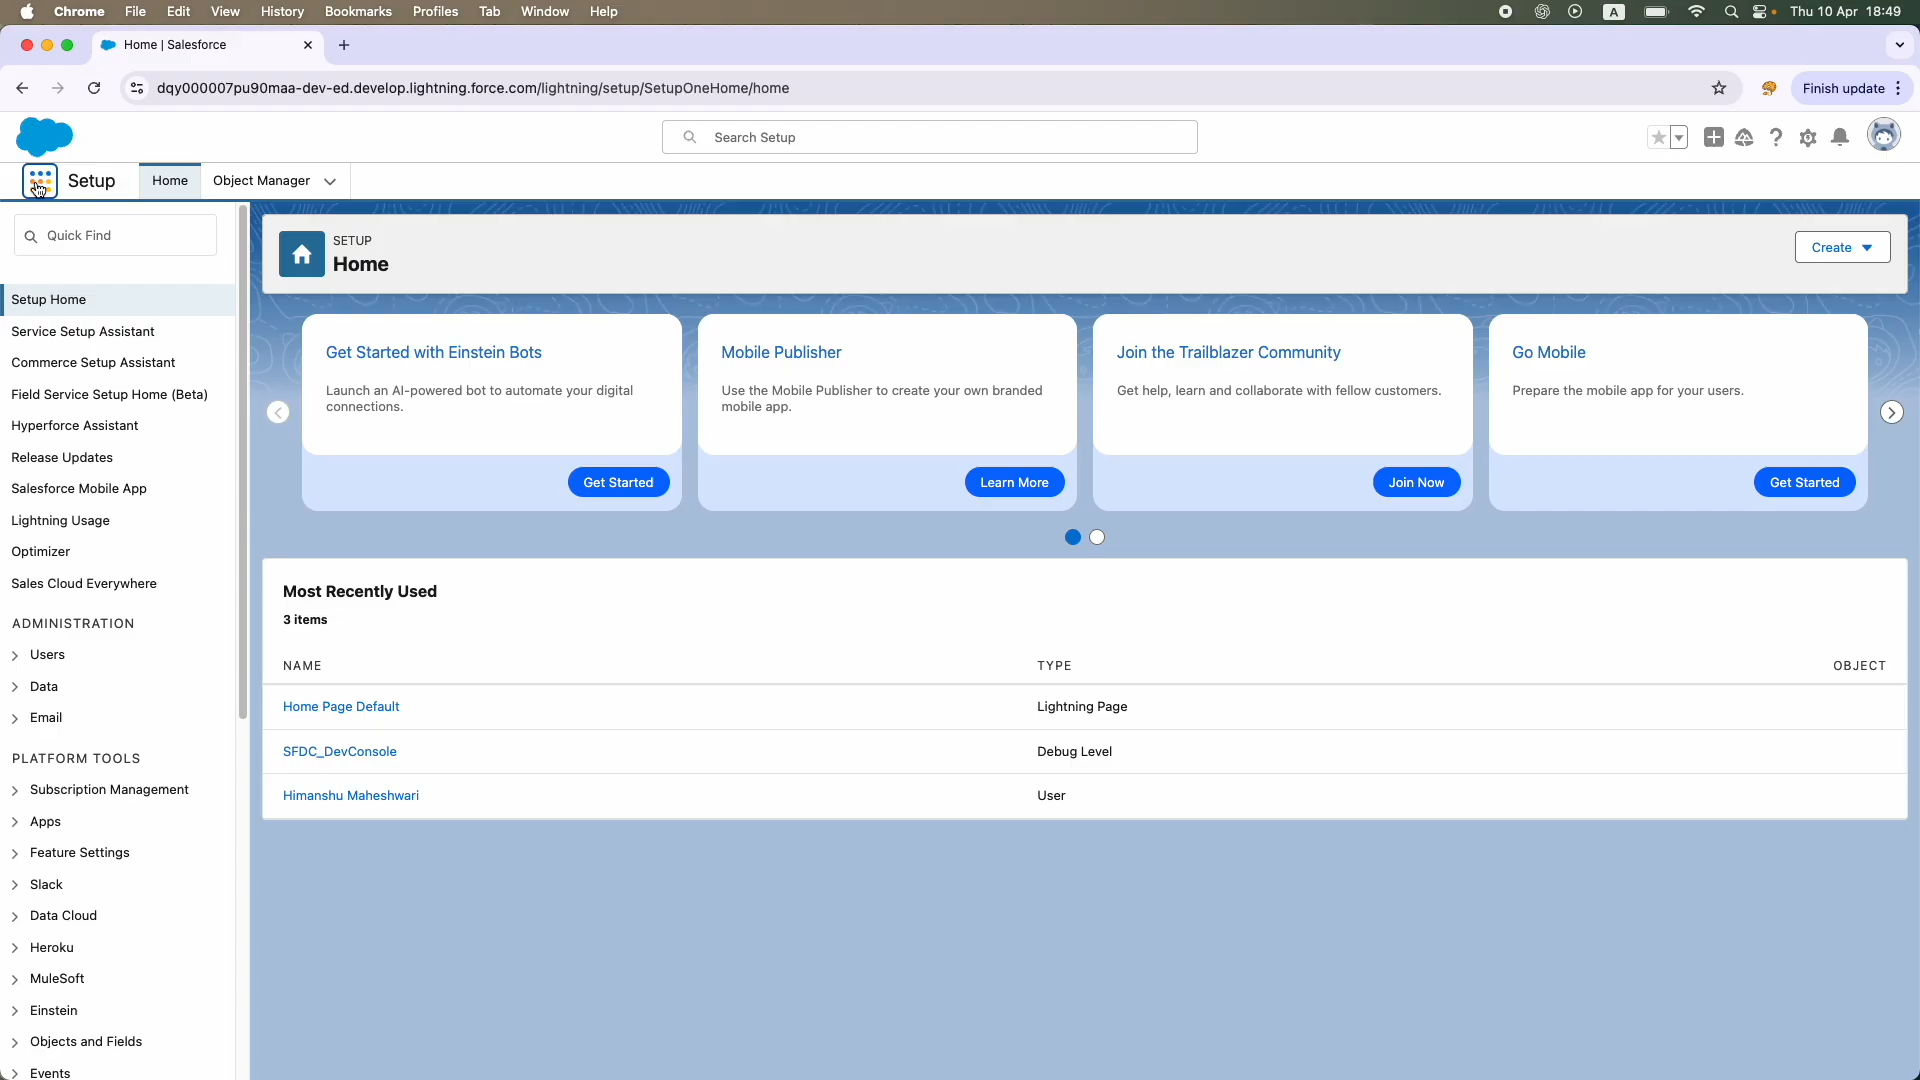 Chrome File Edit View History Bookmarks Profiles Tab Window Help A Thu 10 Apr 18:49
Home | Salesforce
dqy000007pu90maa-dev-ed.develop.lightning.force.com/lightning/setup/SetupOneHome/home Finish update
Search Setup
Setup Home Object Manager
Quick Find
SETUP
Home
Create
Setup Home
Service Setup Assistant
Commerce Setup Assistant
Field Service Setup Home (Beta)
Hyperforce Assistant
Release Updates
Salesforce Mobile App
Lightning Usage
Optimizer
Sales Cloud Everywhere
ADMINISTRATION
Users
Data
Email
PLATFORM TOOLS
Subscription Management
Apps
Feature Settings
Slack
Data Cloud
Heroku
MuleSoft
Einstein
Objects and Fields
Events
Get Started with Einstein Bots
Launch an AI-powered bot to automate your digital
connections.
Get Started
Mobile Publisher
Use the Mobile Publisher to create your own branded
mobile app.
Learn More
Join the Trailblazer Community
Get help, learn and collaborate with fellow customers.
Join Now
Go Mobile
Prepare the mobile app for your users.
Get Started
Most Recently Used
3 items
NAME TYPE OBJECT
Home Page Default Lightning Page
SFDC_DevConsole Debug Level
Himanshu Maheshwari User